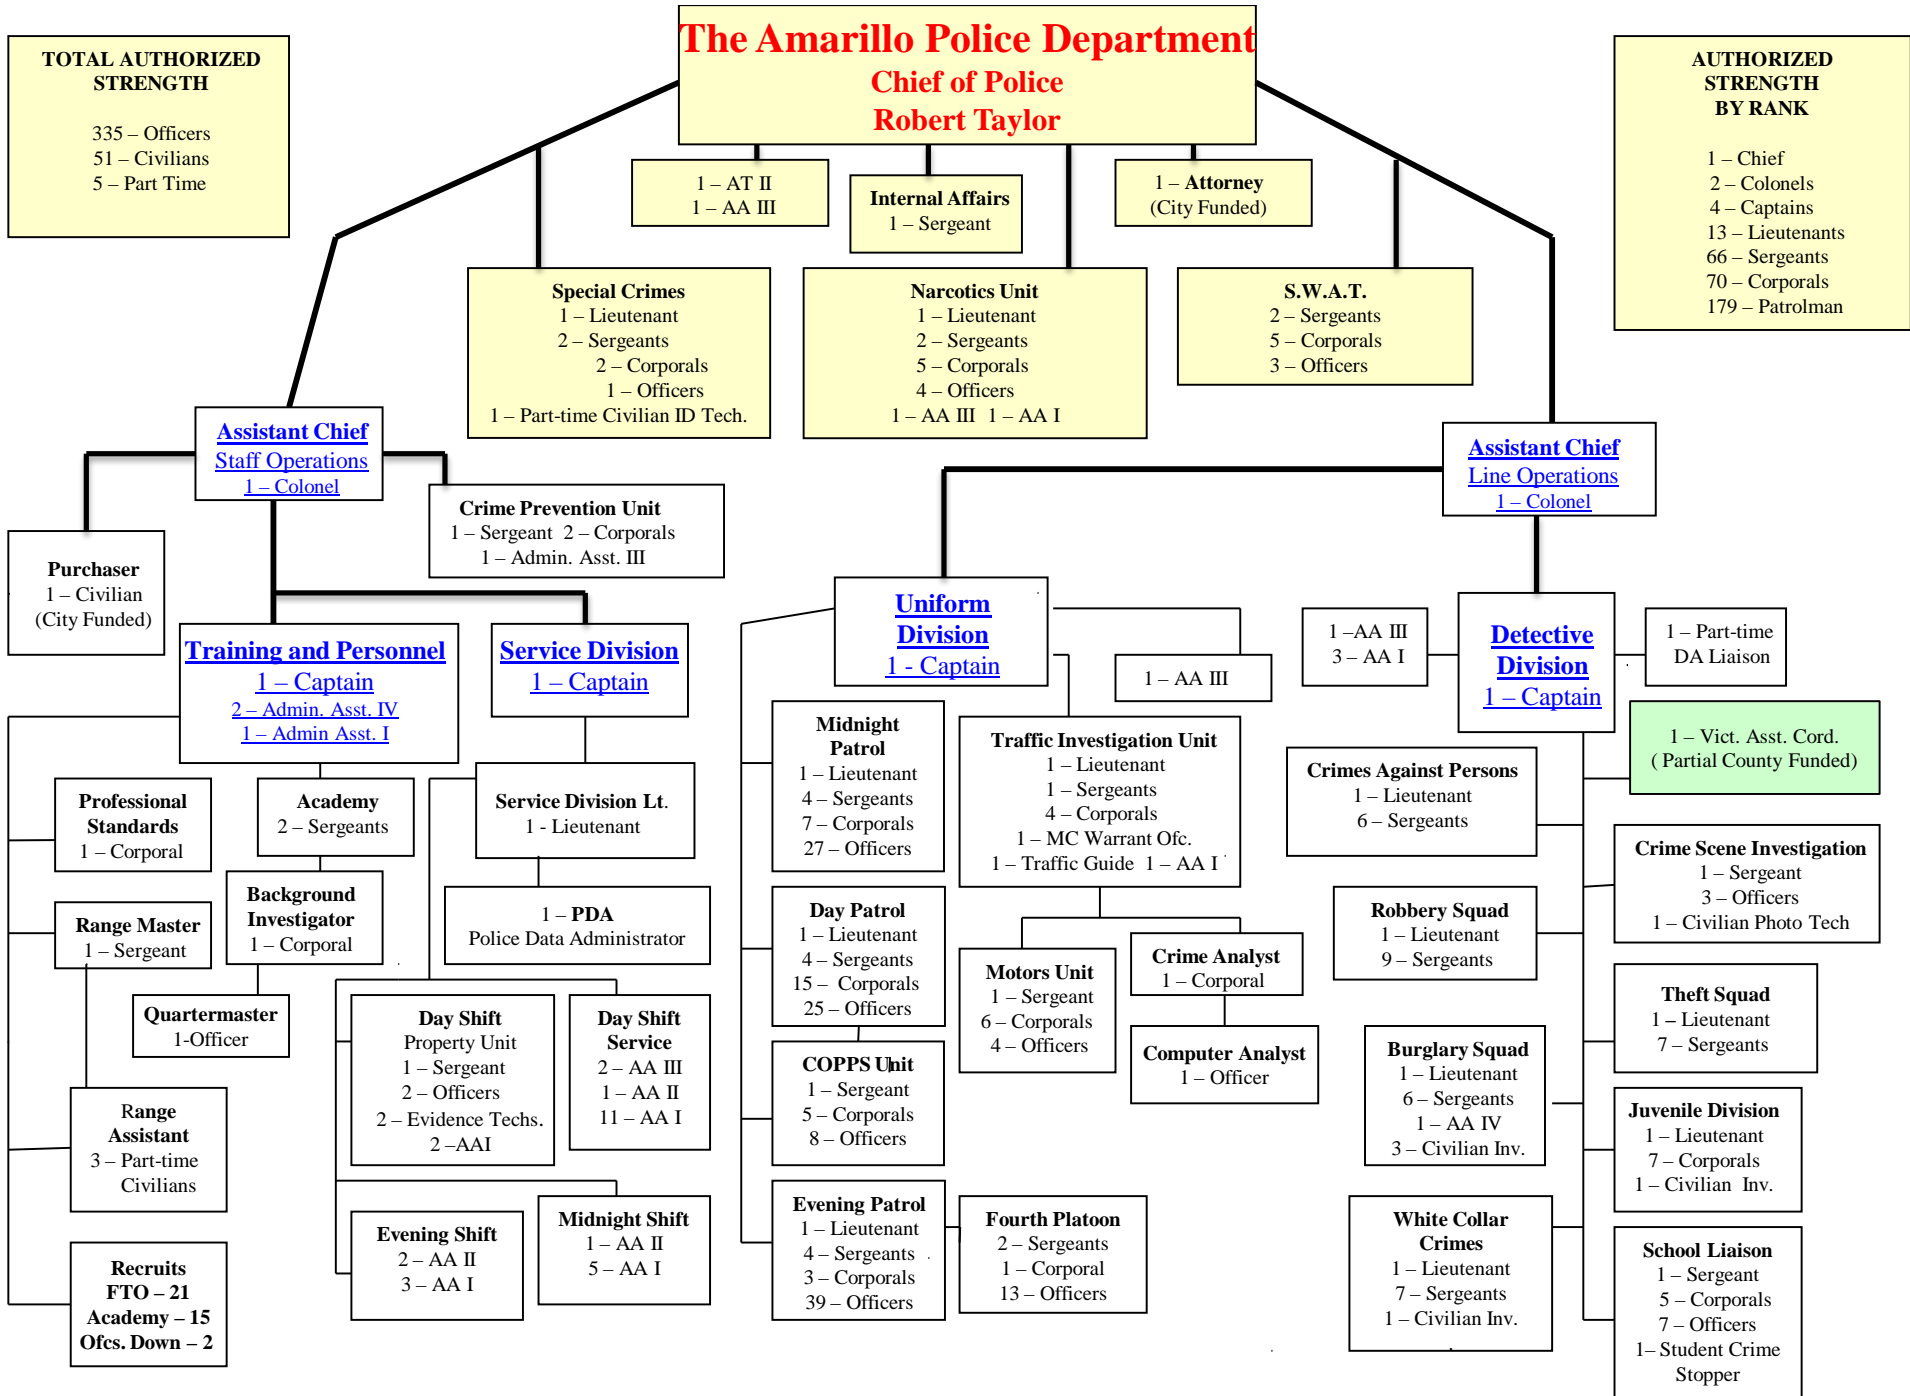 The Amarillo Police Department
Chief of Police
Robert Taylor
TOTAL AUTHORIZED
STRENGTH
335 – Officers
51 – Civilians
5 – Part Time
AUTHORIZED
STRENGTH
BY RANK
1 – Chief
2 – Colonels
4 – Captains
13 – Lieutenants
66 – Sergeants
70 – Corporals
179 – Patrolman
1 – AT II
1 – AA III
Internal Affairs
1 – Sergeant
1 – Attorney
(City Funded)
Special Crimes
1 – Lieutenant
2 – Sergeants
2 – Corporals
1 – Officers
1 – Part-time Civilian ID Tech.
Narcotics Unit
1 – Lieutenant
2 – Sergeants
5 – Corporals
4 – Officers
1 – AA III 1 – AA I
S.W.A.T.
2 – Sergeants
5 – Corporals
3 – Officers
Assistant Chief
Staff Operations
1 – Colonel
Assistant Chief
Line Operations
1 – Colonel
Crime Prevention Unit
1 – Sergeant 2 – Corporals
1 – Admin. Asst. III
Purchaser
1 – Civilian
(City Funded)
Training and Personnel
1 – Captain
2 – Admin. Asst. IV
1 – Admin Asst. I
Service Division
1 – Captain
Uniform
Division
1 - Captain
1 – AA III
1 –AA III
3 – AA I
Detective
Division
1 – Captain
1 – Part-time
DA Liaison
1 – Vict. Asst. Cord.
( Partial County Funded)
Professional
Standards
1 – Corporal
Academy
2 – Sergeants
Service Division Lt.
1 - Lieutenant
Range Master
1 – Sergeant
Background
Investigator
1 – Corporal
1 – PDA
Police Data Administrator
Quartermaster
1-Officer
Range
Assistant
3 – Part-time
Civilians
Recruits
FTO – 21
Academy – 15
Ofcs. Down – 2
Day Shift
Property Unit
1 – Sergeant
2 – Officers
2 – Evidence Techs.
2 –AAI
Day Shift
Service
2 – AA III
1 – AA II
11 – AA I
Evening Shift
2 – AA II
3 – AA I
Midnight Shift
1 – AA II
5 – AA I
Midnight
Patrol
1 – Lieutenant
4 – Sergeants
7 – Corporals
27 – Officers
Traffic Investigation Unit
1 – Lieutenant
1 – Sergeants
4 – Corporals
1 – MC Warrant Ofc.
1 – Traffic Guide 1 – AA I
Day Patrol
1 – Lieutenant
4 – Sergeants
15 – Corporals
25 – Officers
Motors Unit
1 – Sergeant
6 – Corporals
4 – Officers
Crime Analyst
1 – Corporal
Computer Analyst
1 – Officer
COPPS Unit
1 – Sergeant
5 – Corporals
8 – Officers
Evening Patrol
1 – Lieutenant
4 – Sergeants
3 – Corporals
39 – Officers
Fourth Platoon
2 – Sergeants
1 – Corporal
13 – Officers
Crimes Against Persons
1 – Lieutenant
6 – Sergeants
Crime Scene Investigation
1 – Sergeant
3 – Officers
1 – Civilian Photo Tech
Robbery Squad
1 – Lieutenant
9 – Sergeants
Theft Squad
1 – Lieutenant
7 – Sergeants
Burglary Squad
1 – Lieutenant
6 – Sergeants
1 – AA IV
3 – Civilian Inv.
Juvenile Division
1 – Lieutenant
7 – Corporals
1 – Civilian Inv.
White Collar
Crimes
1 – Lieutenant
7 – Sergeants
1 – Civilian Inv.
School Liaison
1 – Sergeant
5 – Corporals
7 – Officers
1– Student Crime
Stopper